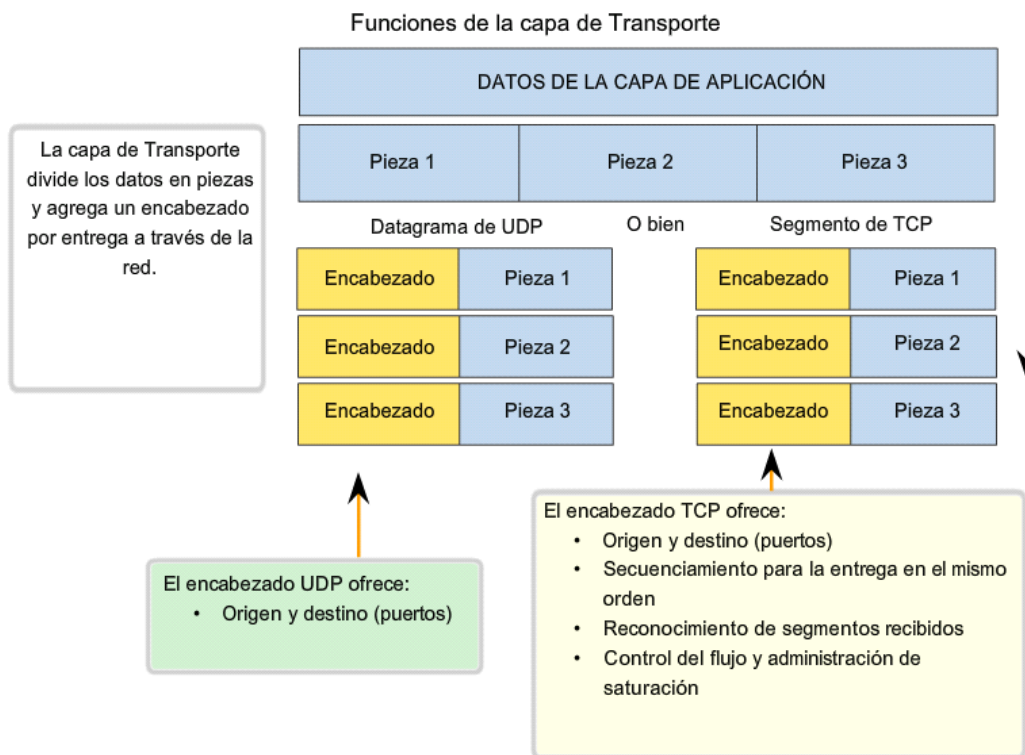 Funciones de la capa de Transporte
DATOS DE LA CAPA DE APLICACIÓN
La capa de Transporte
divide los datos en piezas
y agrega un encabezado
por entrega a través de la
red.
Pieza 1 Pieza 2 Pieza 3
Datagrama de UDP O bien Segmento de TCP
Encabezado Pieza 1 Encabezado Pieza 1
Encabezado Pieza 2 Encabezado Pieza 2
Encabezado Pieza 3 Encabezado Pieza 3
El encabezado UDP ofrece:
• Origen y destino (puertos)
El encabezado TCP ofrece:
• Origen y destino (puertos)
• Secuenciamiento para la entrega en el mismo
orden
• Reconocimiento de segmentos recibidos
• Control del flujo y administración de
saturación